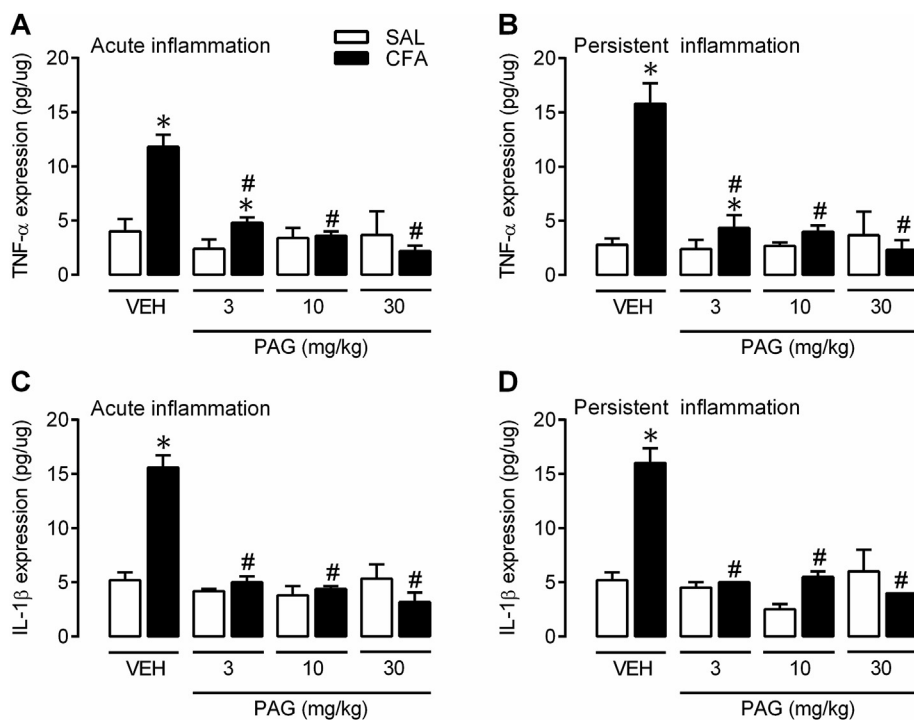 A
Acute inflammation
SAL
CFA
TNF-α expression (pg/ug)
20
15
10
5
0
*
#
*
#
#
VEH
3
10
30
PAG (mg/kg)
B
Persistent inflammation
TNF-α expression (pg/ug)
20
15
10
5
0
*
#
*
#
#
VEH
3
10
30
PAG (mg/kg)
C
Acute inflammation
IL-1β expression (pg/ug)
20
15
10
5
0
*
#
#
#
VEH
3
10
30
PAG (mg/kg)
D
Persistent inflammation
IL-1β expression (pg/ug)
20
15
10
5
0
*
#
#
#
VEH
3
10
30
PAG (mg/kg)